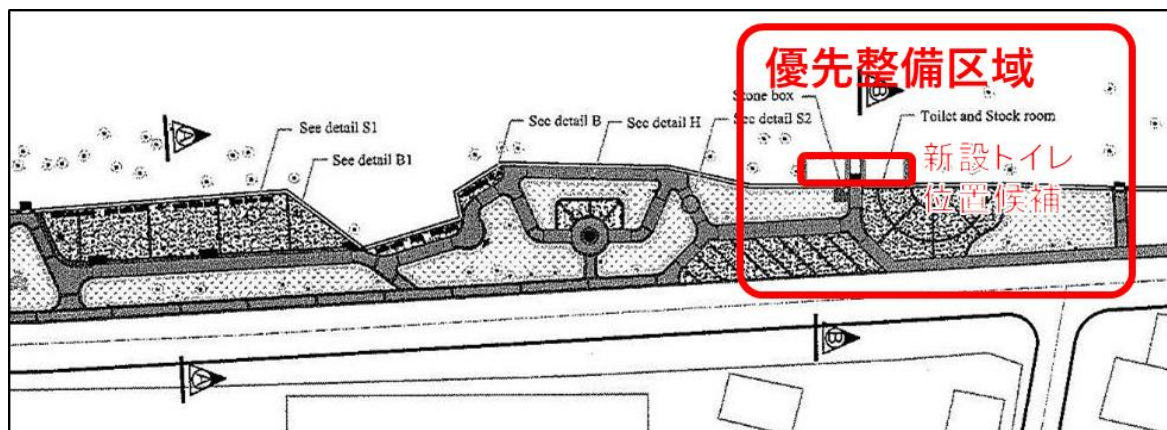 優先整備区域
Stone box
B
Toilet and Stock room
A
See detail S1
See detail B
See detail H
See detail S2
See detail B1
新設トイレ
位置候補
B
A